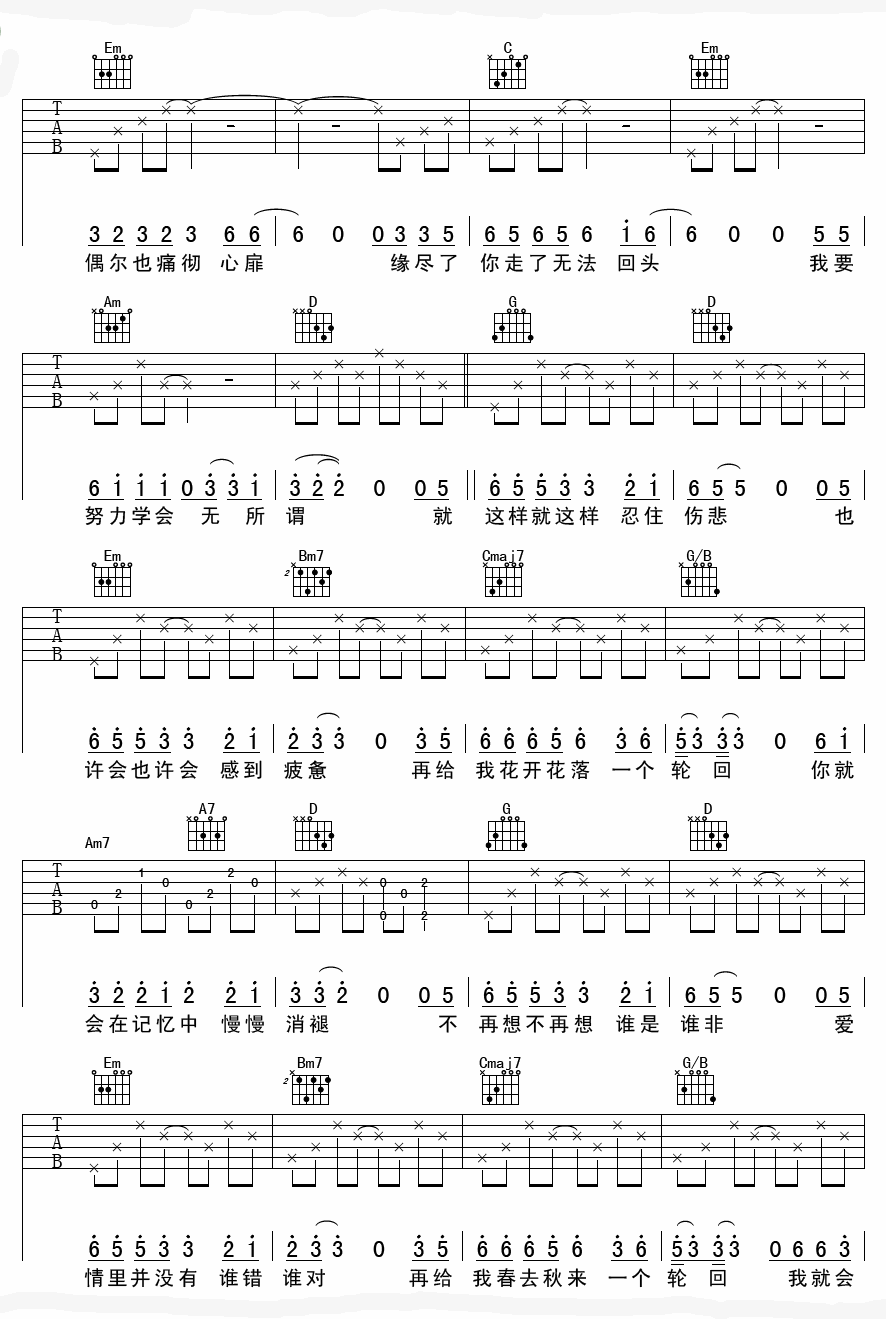 Em C Em
T
A
B
3 2 3 2 3 6 6 6 0 0 3 3 5 6 5 6 5 6 1 6 6 0 0 5 5
偶尔也痛彻 心扉 缘尽了 你走了无法 回头 我要
Am D G D
T
A
B
6 1 1 1 0 3 3 1 3 2 2 0 0 5 6 5 5 3 3 2 1 6 5 5 0 0 5
努力学会 无 所 谓 就 这样就这样 忍住 伤悲 也
Em 2 Bm7 Cmaj7 G/B
T
A
B
6 5 5 3 3 2 1 2 3 3 0 3 5 6 6 6 5 6 3 6 5 3 3 3 0 6 1
许会也许会 感到 疲惫 再给 我花开花落 一个 轮 回 你就
Am7 A7 D G D
T
A
B
0 2 1 0 0 2 2 0 0 0 0 2 2
3 2 2 1 2 2 1 3 3 2 0 0 5 6 5 5 3 3 2 1 6 5 5 0 0 5
会在记忆中 慢慢 消褪 不 再想不再想 谁是 谁非 爱
Em 2 Bm7 Cmaj7 G/B
T
A
B
6 5 5 3 3 2 1 2 3 3 0 3 5 6 6 6 5 6 3 6 5 3 3 3 0 6 6 3
情里并没有 谁错 谁对 再给 我春去秋来 一个 轮 回 我就会